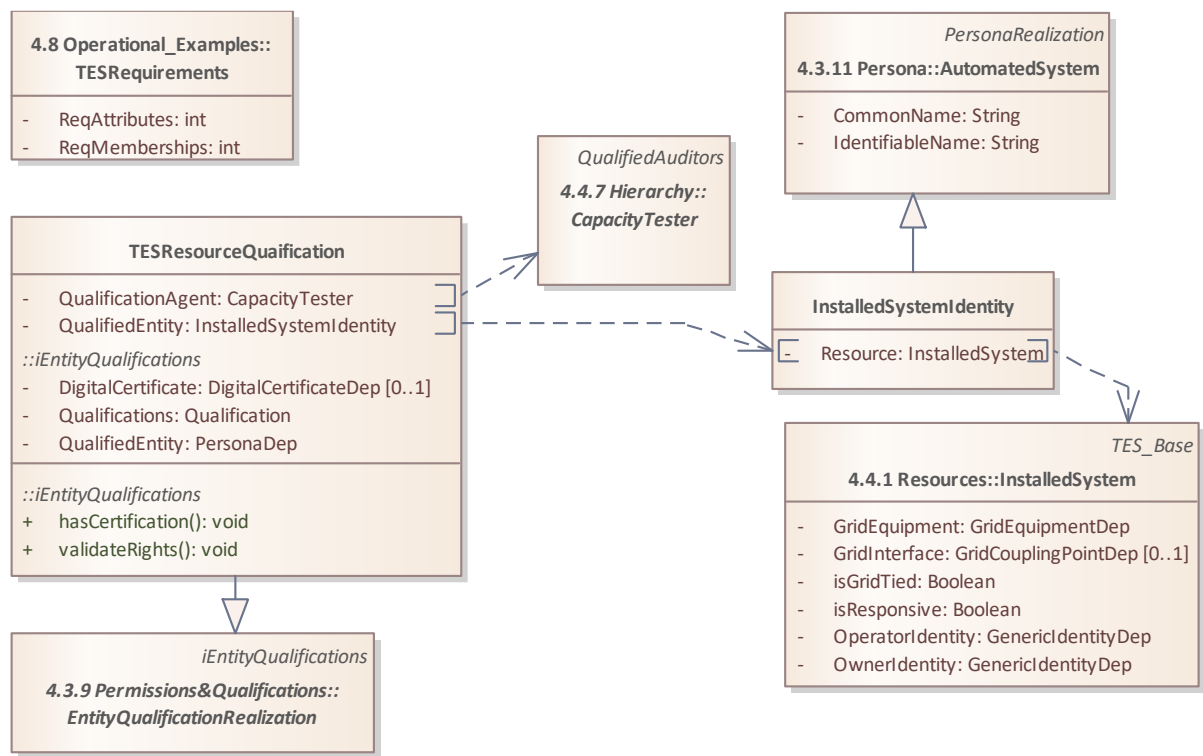 4.8 Operational_Examples::
TESRequirements
- ReqAttributes: int
- ReqMemberships: int
PersonaRealization
4.3.11 Persona::AutomatedSystem
- CommonName: String
- IdentifiableName: String
QualifiedAuditors
4.4.7 Hierarchy::
CapacityTester
TESResourceQuaification
- QualificationAgent: CapacityTester
- QualifiedEntity: InstalledSystemIdentity
::iEntityQualifications
- DigitalCertificate: DigitalCertificateDep [0..1]
- Qualifications: Qualification
- QualifiedEntity: PersonaDep
::iEntityQualifications
+ hasCertification(): void
+ validateRights(): void
InstalledSystemIdentity
- Resource: InstalledSystem
TES_Base
4.4.1 Resources::InstalledSystem
- GridEquipment: GridEquipmentDep
- GridInterface: GridCouplingPointDep [0..1]
- isGridTied: Boolean
- isResponsive: Boolean
- OperatorIdentity: GenericIdentityDep
- OwnerIdentity: GenericIdentityDep
iEntityQualifications
4.3.9 Permissions&Qualifications::
EntityQualificationRealization